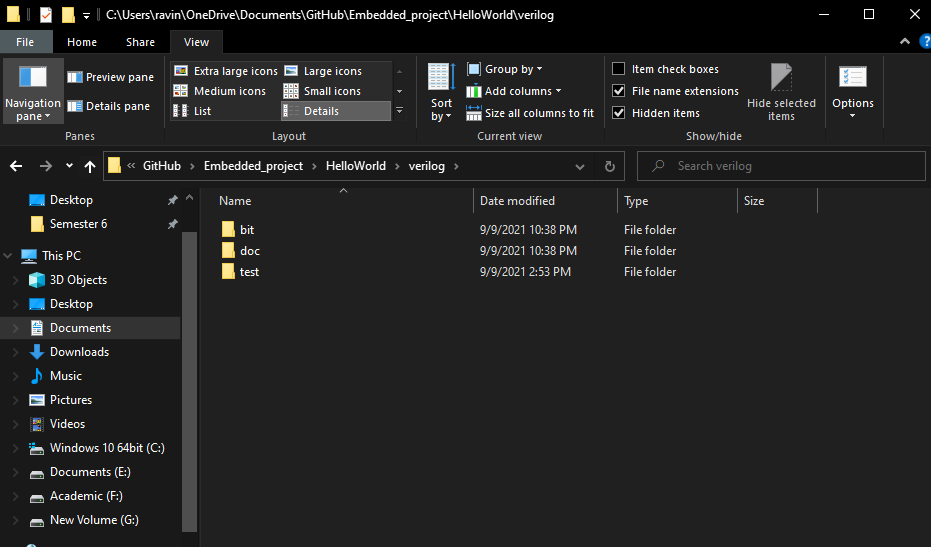 C:\Users\ravin\OneDrive\Documents\GitHub\Embedded_project\HelloWorld\verilog
File Home Share View
Navigation pane
Preview pane
Details pane
Panes
Extra large icons Large icons
Medium icons Small icons
List Details
Layout
Sort by
Group by
Add columns
Size all columns to fit
Current view
Item check boxes
File name extensions
Hidden items
Hide selected items
Show/hide
Options
« GitHub > Embedded_project > HelloWorld > verilog >
Search verilog
Name Date modified Type Size
bit 9/9/2021 10:38 PM File folder
doc 9/9/2021 10:38 PM File folder
test 9/9/2021 2:53 PM File folder
Desktop
Semester 6
This PC
3D Objects
Desktop
Documents
Downloads
Music
Pictures
Videos
Windows 10 64bit (C:)
Documents (E:)
Academic (F:)
New Volume (G:)